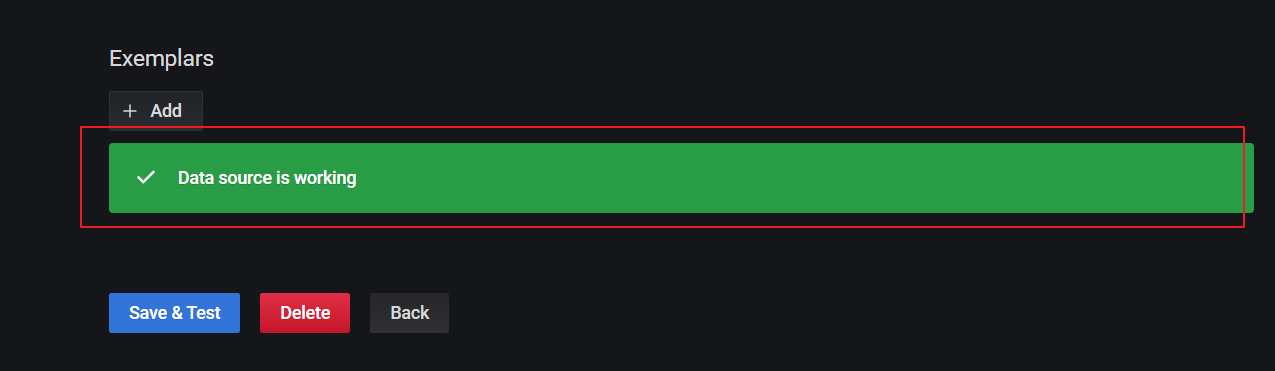 Exemplars
+ Add
Data source is working
Save & Test Delete Back